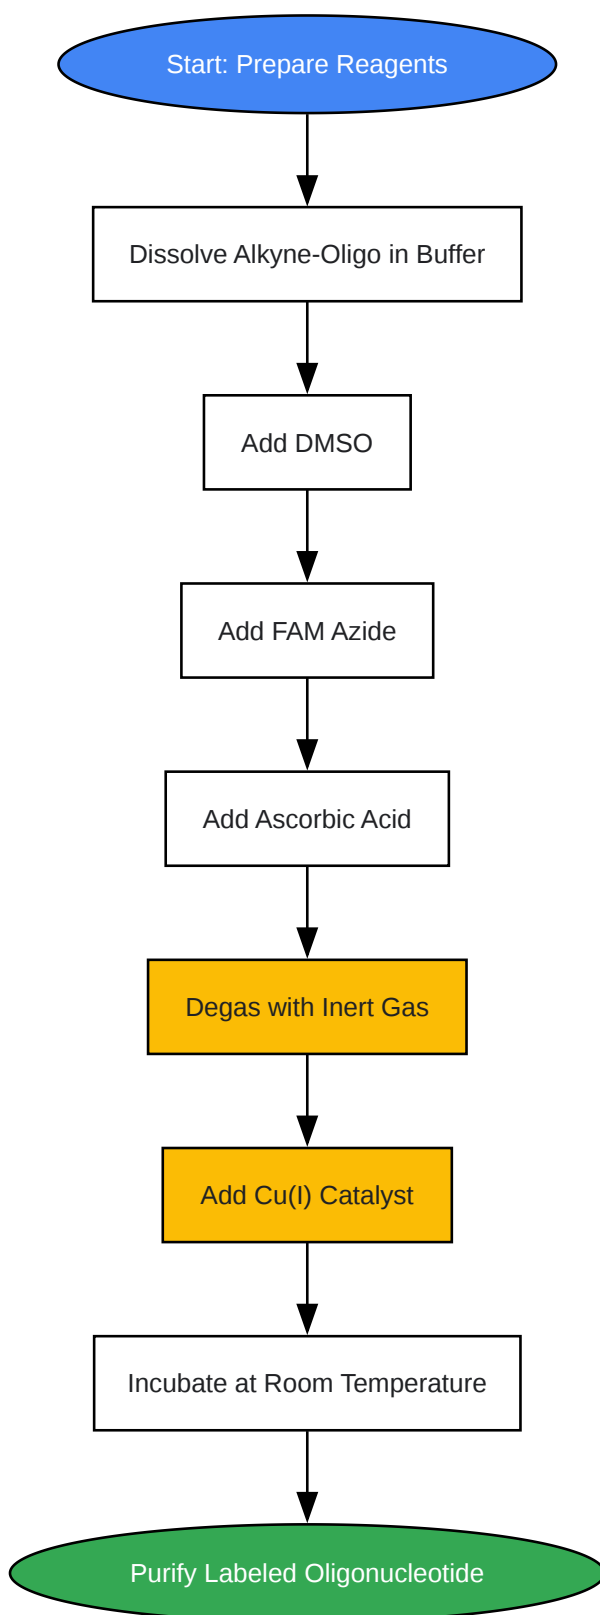 Start: Prepare Reagents
Dissolve Alkyne-Oligo in Buffer
Add DMSO
Add FAM Azide
Add Ascorbic Acid
Degas with Inert Gas
Add Cu(I) Catalyst
Incubate at Room Temperature
Purify Labeled Oligonucleotide